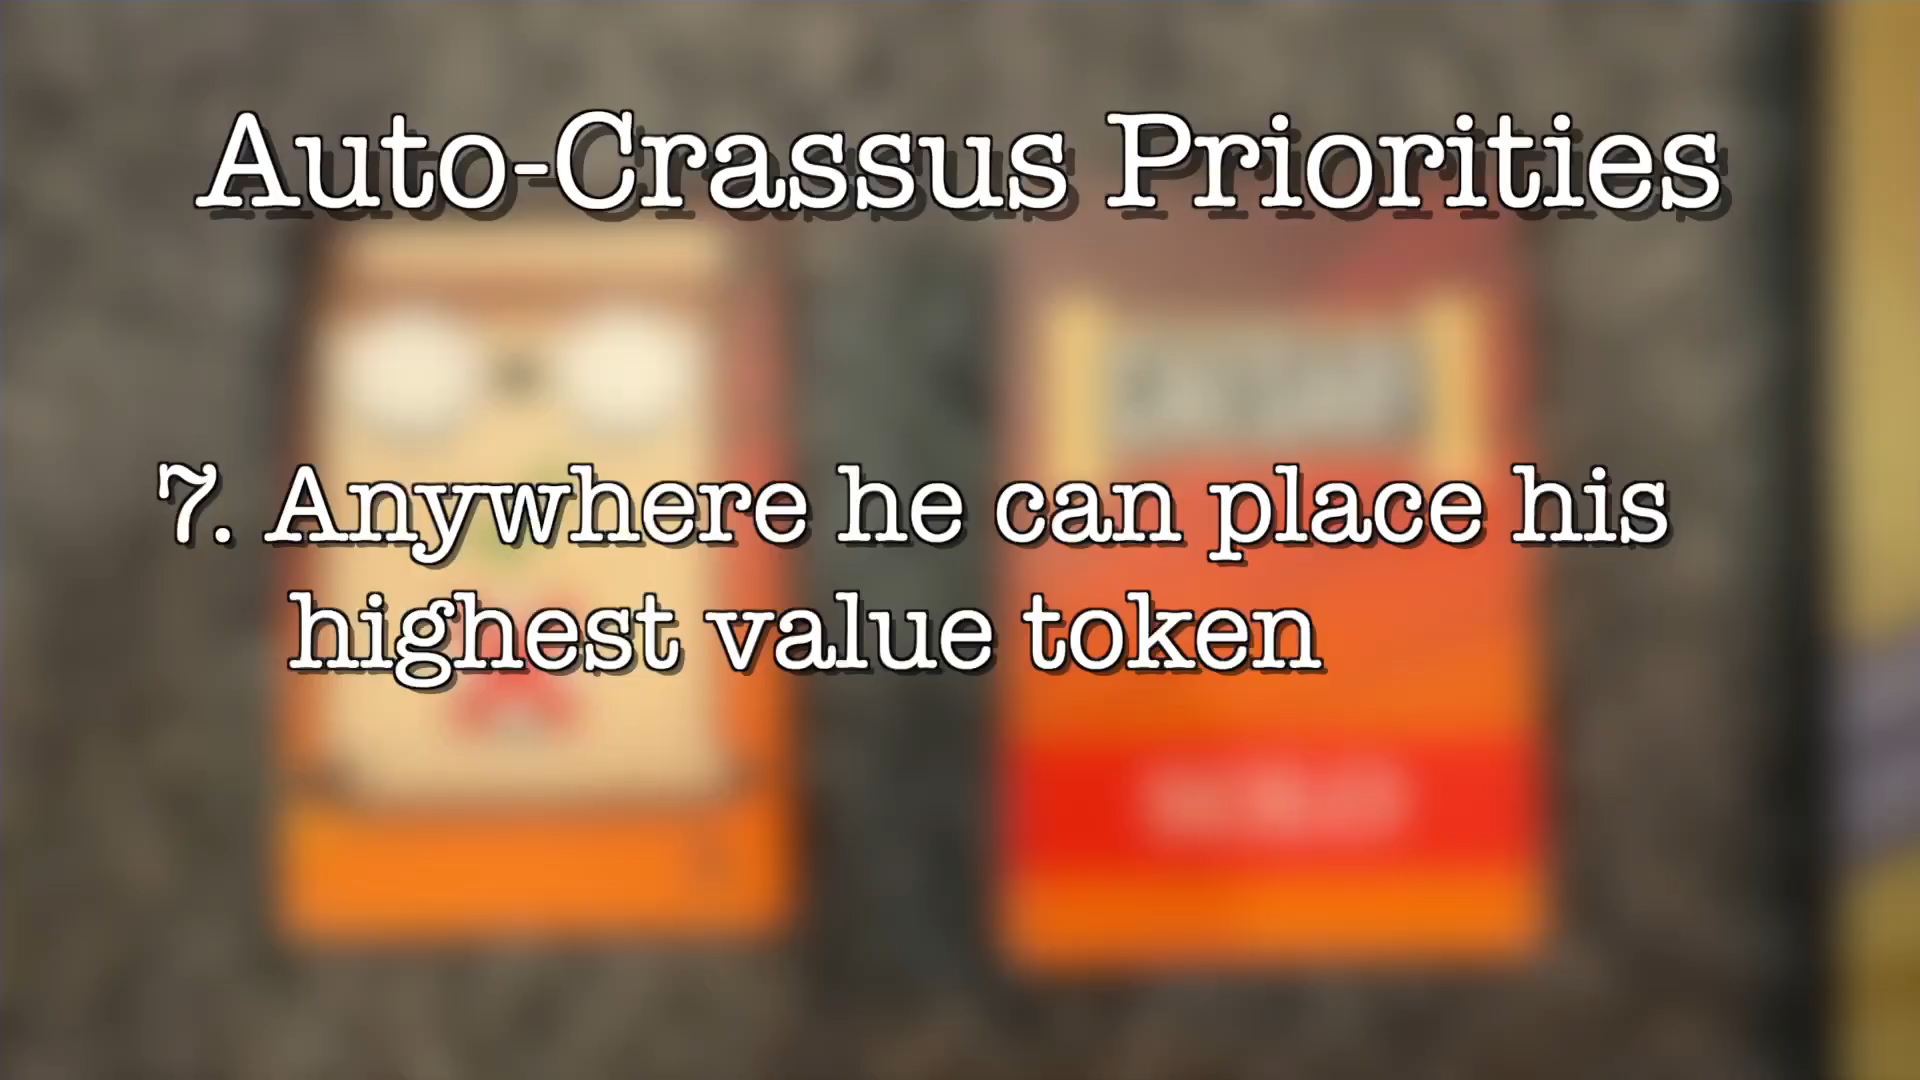 Auto-Crassus Priorities
7. Anywhere he can place his
highest value token